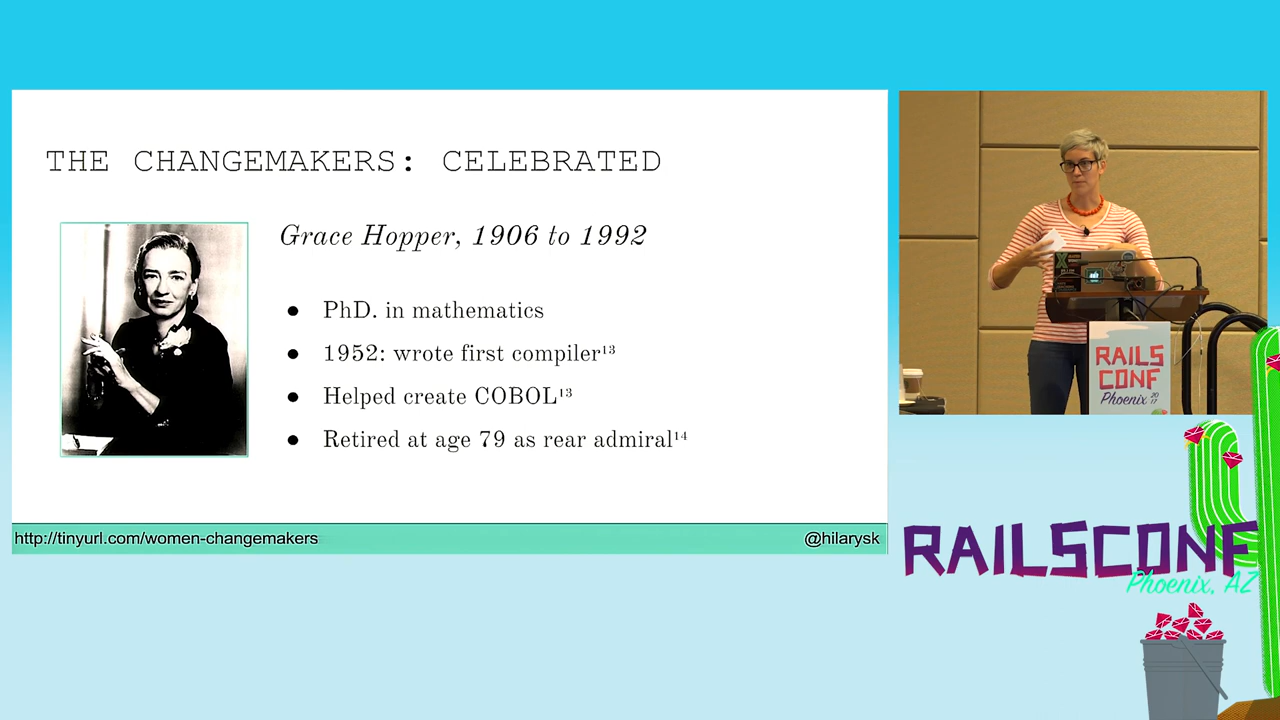 THE CHANGEMAKERS: CELEBRATED
Grace Hopper, 1906 to 1992
● PhD. in mathematics
● 1952: wrote first compiler¹³
● Helped create COBOL¹³
● Retired at age 79 as rear admiral¹⁴
http://tinyurl.com/women-changemakers
@hilarysk
RAILS
CONF
Phoenix 2017
RAILSCONF
Phoenix, AZ